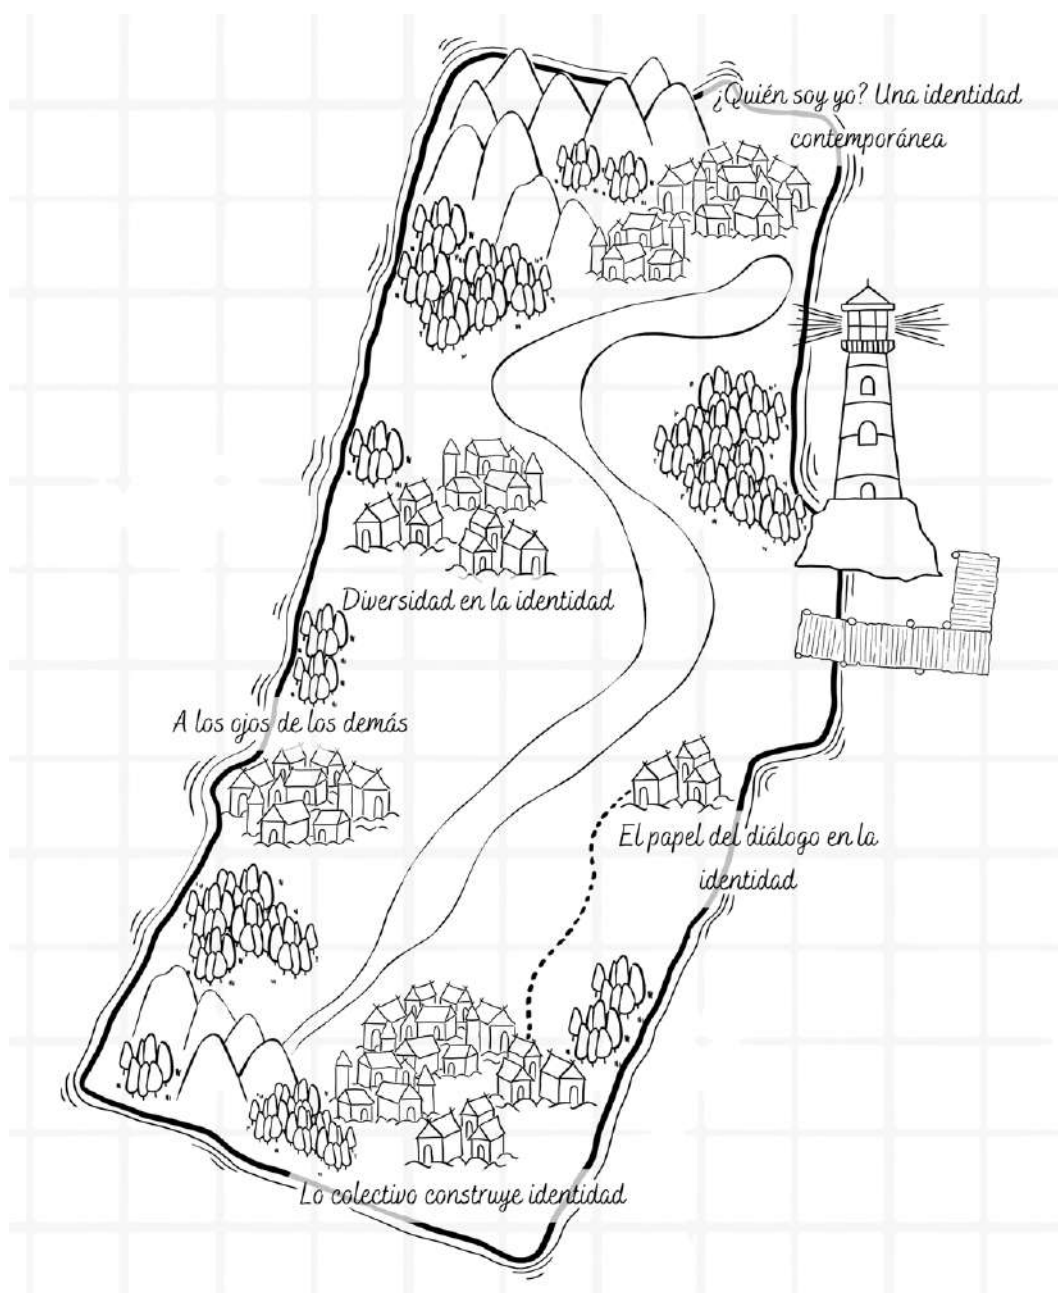 ¿Quién soy yo? Una identidad
contemporánea
Diversidad en la identidad
A los ojos de los demás
El papel del diálogo en la
identidad
Lo colectivo construye identidad